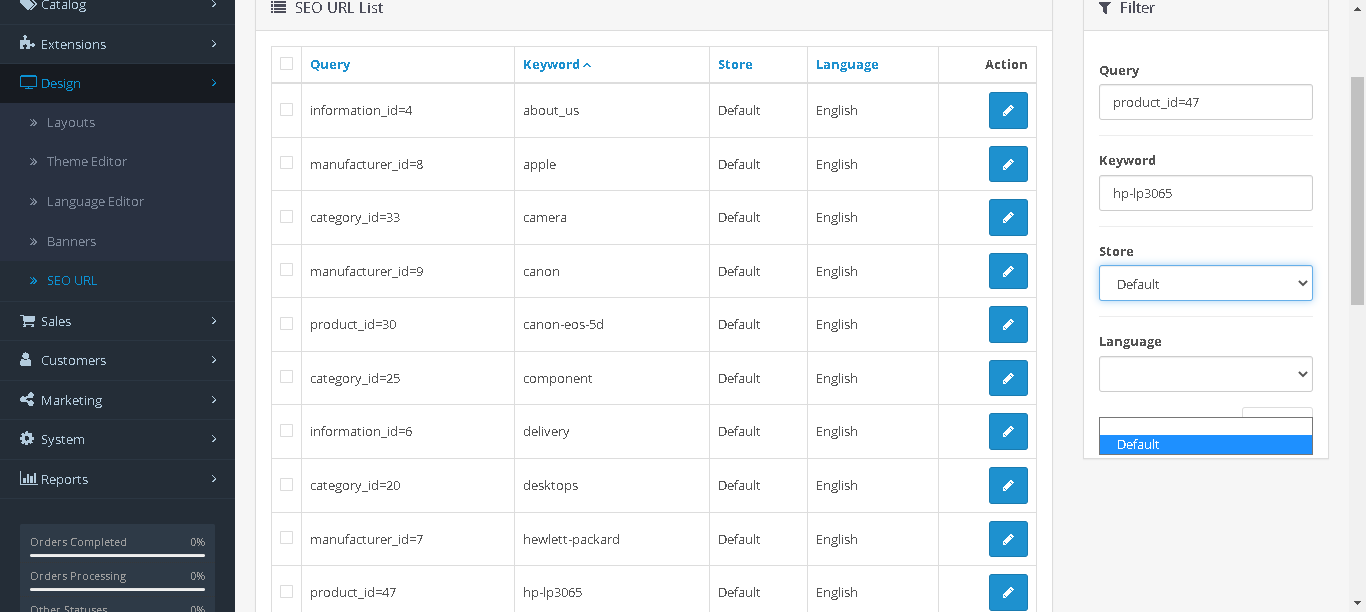 Catalog
Extensions
Design
Layouts
Theme Editor
Language Editor
Banners
SEO URL
Sales
Customers
Marketing
System
Reports
Orders Completed 0%
Orders Processing 0%
Other Statuses 0%
SEO URL List
Query Keyword Store Language Action
information_id=4 about_us Default English
manufacturer_id=8 apple Default English
category_id=33 camera Default English
manufacturer_id=9 canon Default English
product_id=30 canon-eos-5d Default English
category_id=25 component Default English
information_id=6 delivery Default English
category_id=20 desktops Default English
manufacturer_id=7 hewlett-packard Default English
product_id=47 hp-lp3065 Default English
Filter
Query
product_id=47
Keyword
hp-lp3065
Store
Default
Language
Default